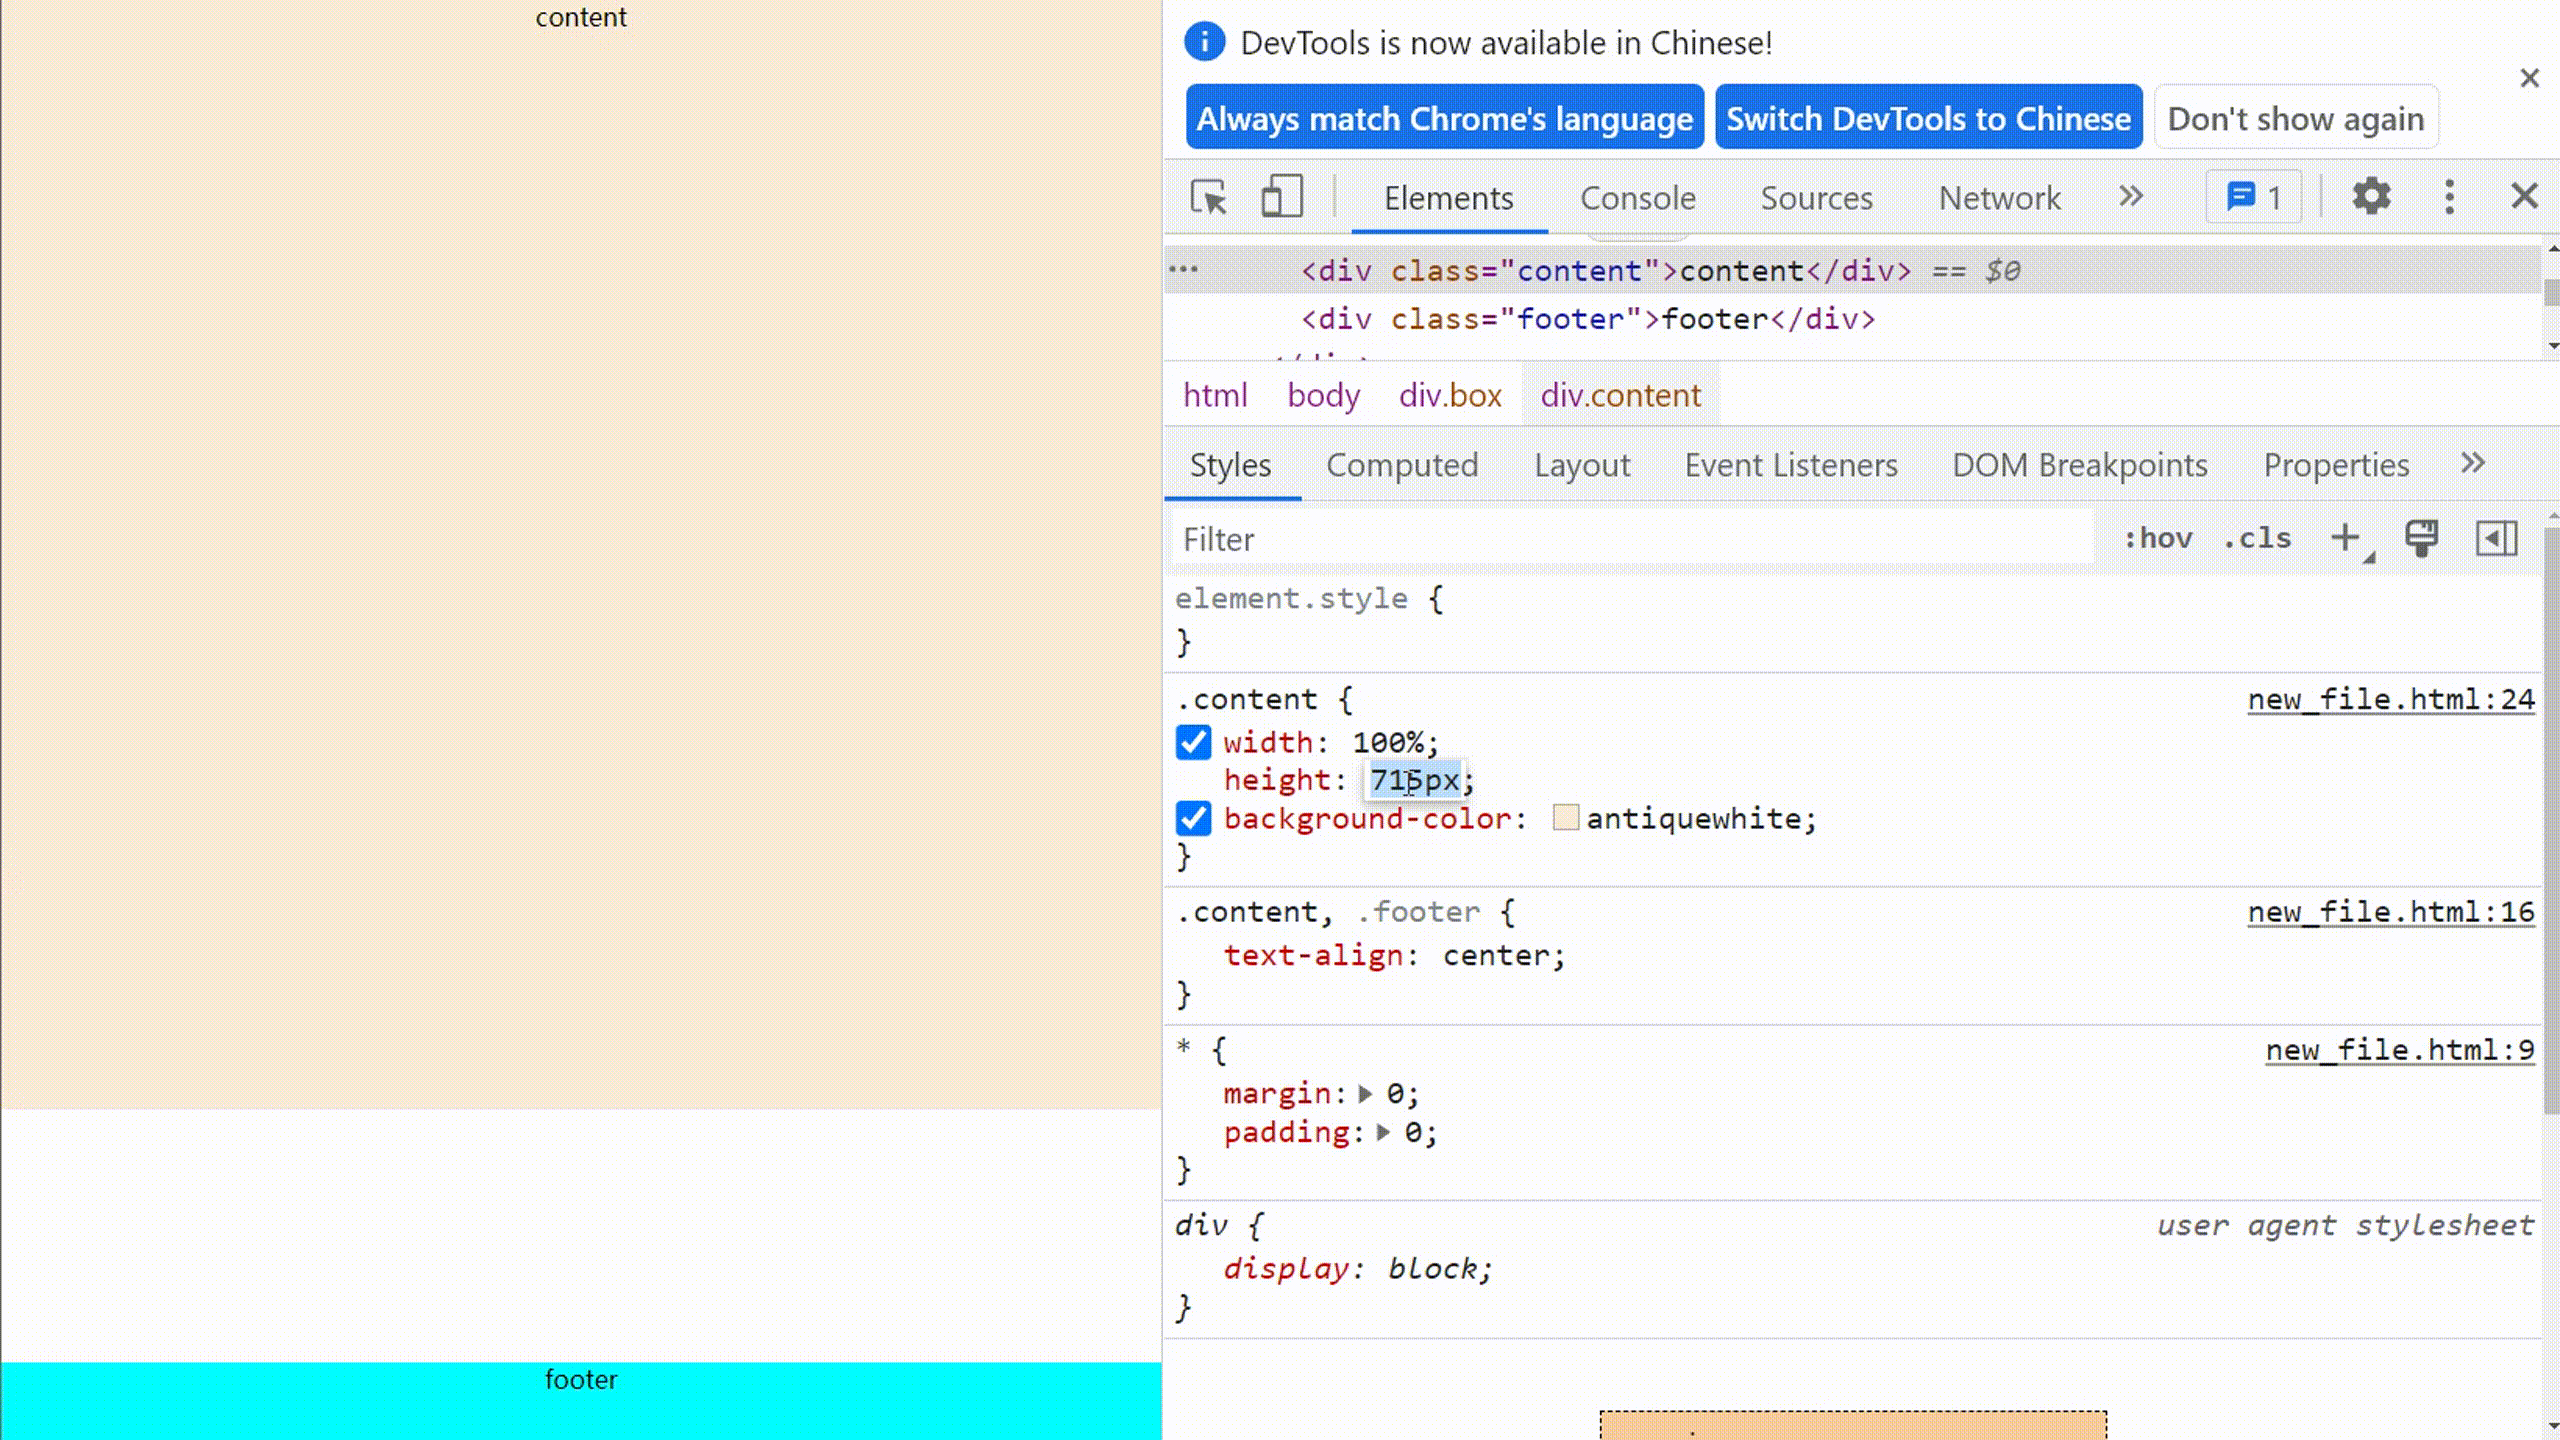 content
footer
DevTools is now available in Chinese!
Always match Chrome's language Switch DevTools to Chinese Don't show again
Elements Console Sources Network 1
<div class="content">content</div> == $0
<div class="footer">footer</div>
</div>
html body div.box div.content
Styles Computed Layout Event Listeners DOM Breakpoints Properties
Filter :hov .cls
element.style {
}
.content { new_file.html:24
width: 100%;
height: 715px;
background-color: antiquewhite;
}
.content, .footer { new_file.html:16
text-align: center;
}
* { new_file.html:9
margin: 0;
padding: 0;
}
div { user agent stylesheet
display: block;
}